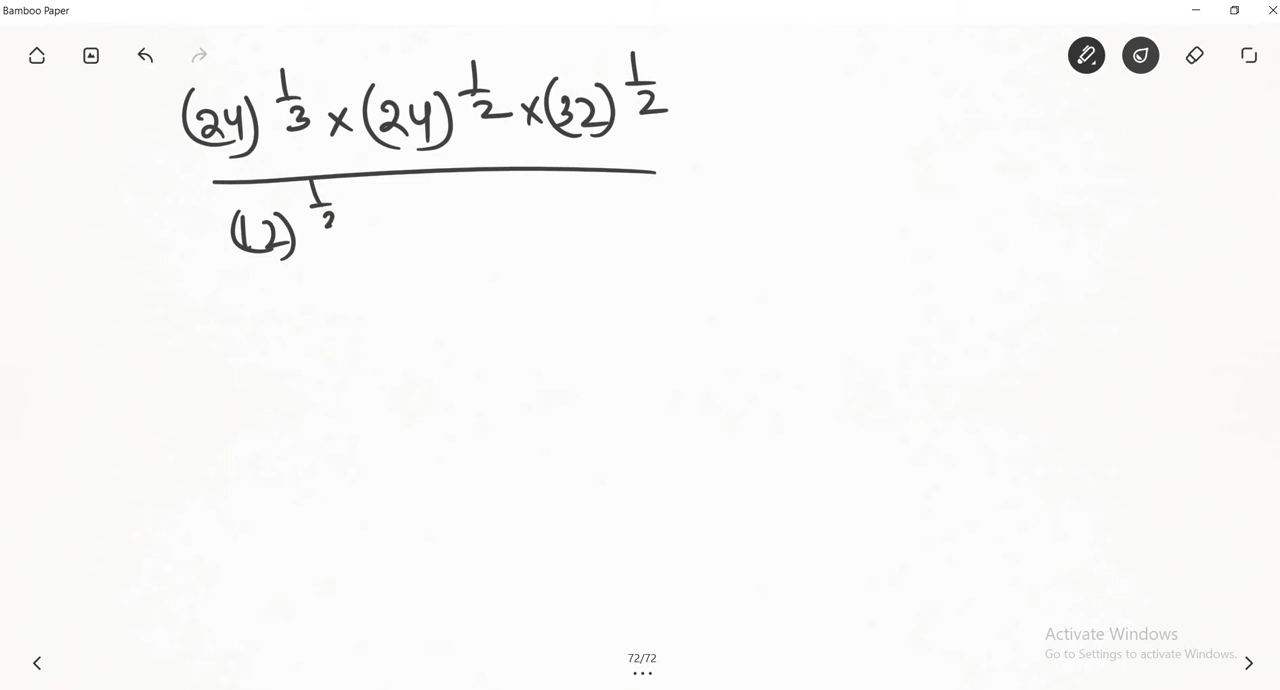 Bamboo Paper
(24)^1/3 × (24)^1/2 × (32)^1/2
(12)^1/2
Activate Windows
Go to Settings to activate Windows.
72/72